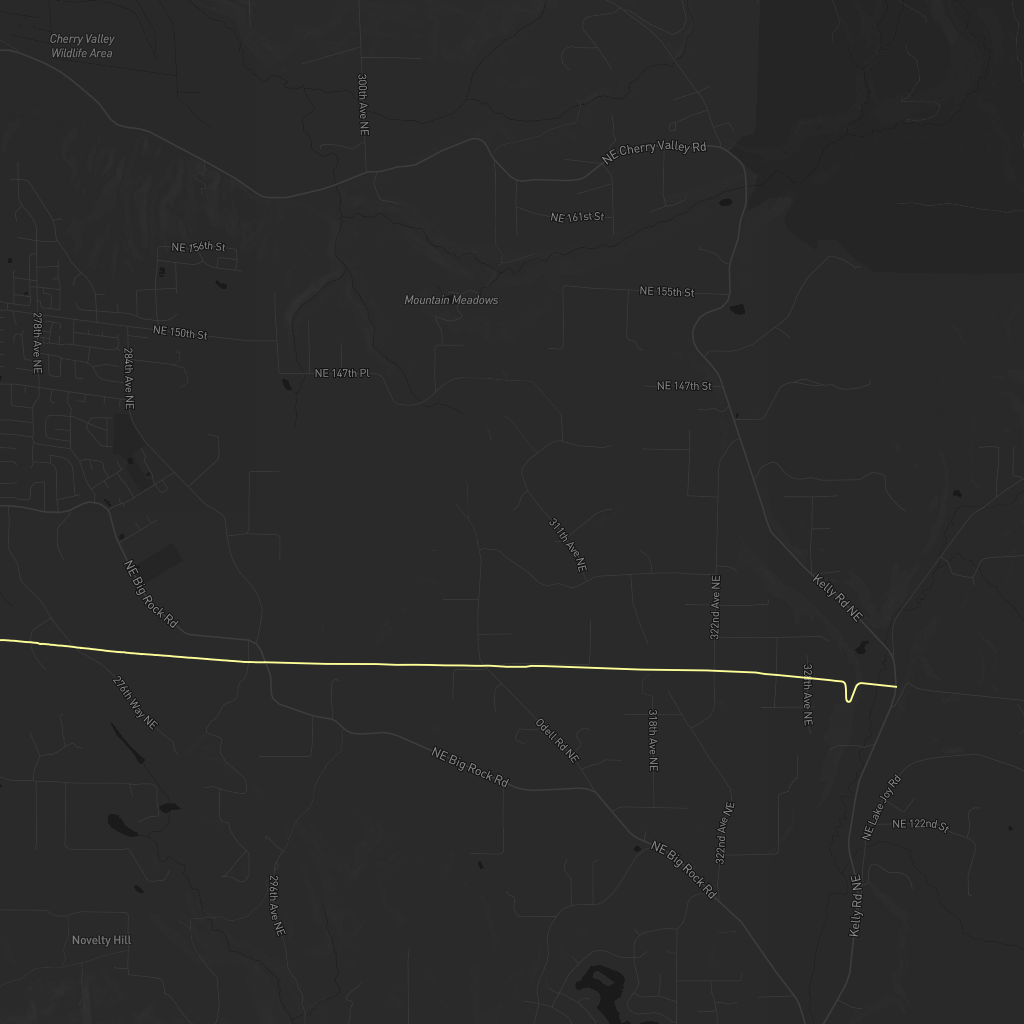 Cherry Valley
Wildlife Area
300th Ave NE
NE Cherry Valley Rd
NE 161st St
NE 156th St
NE 155th St
Mountain Meadows
278th Ave NE
NE 150th St
284th Ave NE
NE 147th Pl
NE 147th St
311th Ave NE
NE Big Rock Rd
322nd Ave NE
Kelly Rd NE
276th Way NE
328th Ave NE
318th Ave NE
Odell Rd NE
NE Big Rock Rd
NE Lake Joy Rd
NE 122nd St
322nd Ave NE
NE Big Rock Rd
296th Ave NE
Kelly Rd NE
Novelty Hill